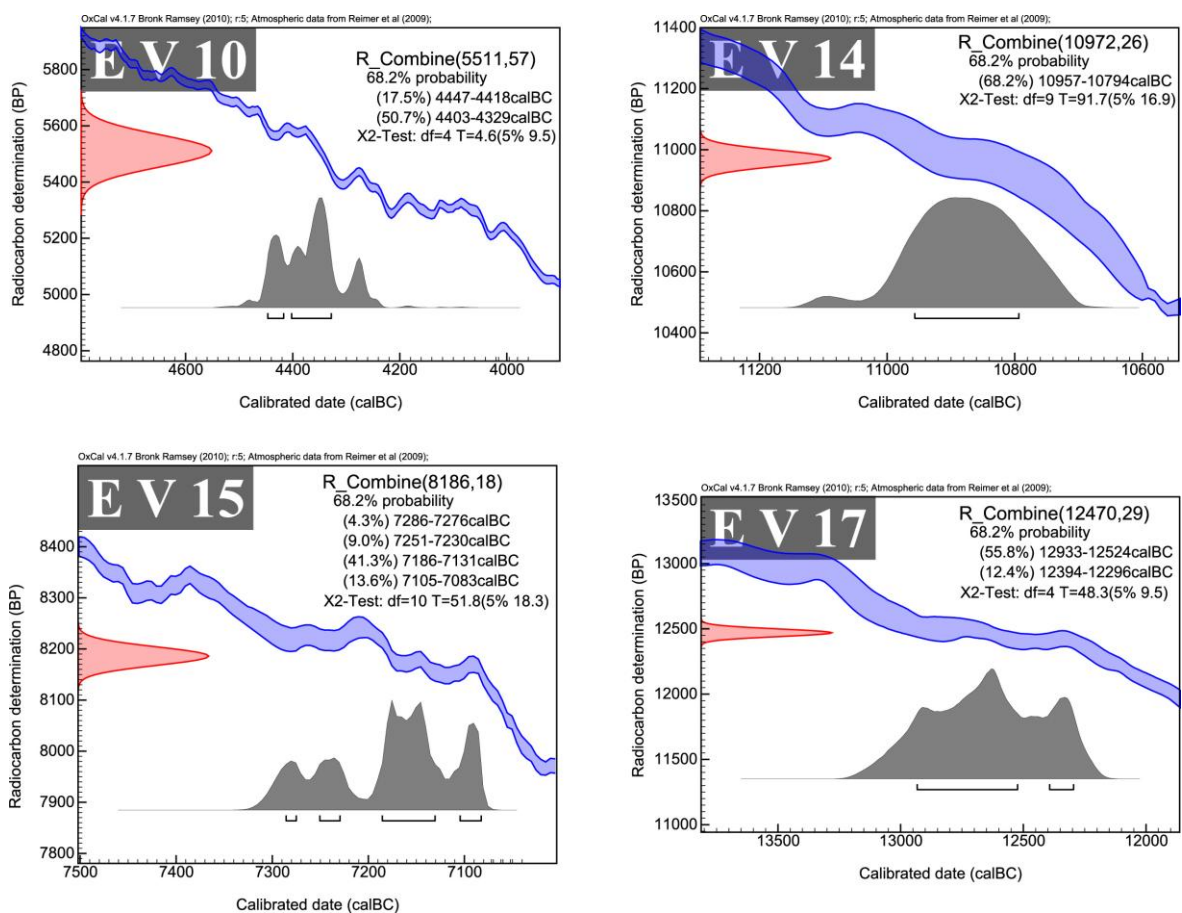 OxCal v4.1.7 Bronk Ramsey (2010); r:5; Atmospheric data from Reimer et al (2009);
E V 10
R_Combine(5511,57)
68.2% probability
(17.5%) 4447-4418calBC
(50.7%) 4403-4329calBC
X2-Test: df=4 T=4.6(5% 9.5)
Radiocarbon determination (BP)
5800
5600
5400
5200
5000
4800
4600 4400 4200 4000
Calibrated date (calBC)
OxCal v4.1.7 Bronk Ramsey (2010); r:5; Atmospheric data from Reimer et al (2009);
E V 14
R_Combine(10972,26)
68.2% probability
(68.2%) 10957-10794calBC
X2-Test: df=9 T=91.7(5% 16.9)
Radiocarbon determination (BP)
11400
11200
11000
10800
10600
10400
11200 11000 10800 10600
Calibrated date (calBC)
OxCal v4.1.7 Bronk Ramsey (2010); r:5; Atmospheric data from Reimer et al (2009);
E V 15
R_Combine(8186,18)
68.2% probability
(4.3%) 7286-7276calBC
(9.0%) 7251-7230calBC
(41.3%) 7186-7131calBC
(13.6%) 7105-7083calBC
X2-Test: df=10 T=51.8(5% 18.3)
Radiocarbon determination (BP)
8400
8300
8200
8100
8000
7900
7800
7500 7400 7300 7200 7100
Calibrated date (calBC)
OxCal v4.1.7 Bronk Ramsey (2010); r:5; Atmospheric data from Reimer et al (2009);
E V 17
R_Combine(12470,29)
68.2% probability
(55.8%) 12933-12524calBC
(12.4%) 12394-12296calBC
X2-Test: df=4 T=48.3(5% 9.5)
Radiocarbon determination (BP)
13500
13000
12500
12000
11500
11000
13500 13000 12500 12000
Calibrated date (calBC)